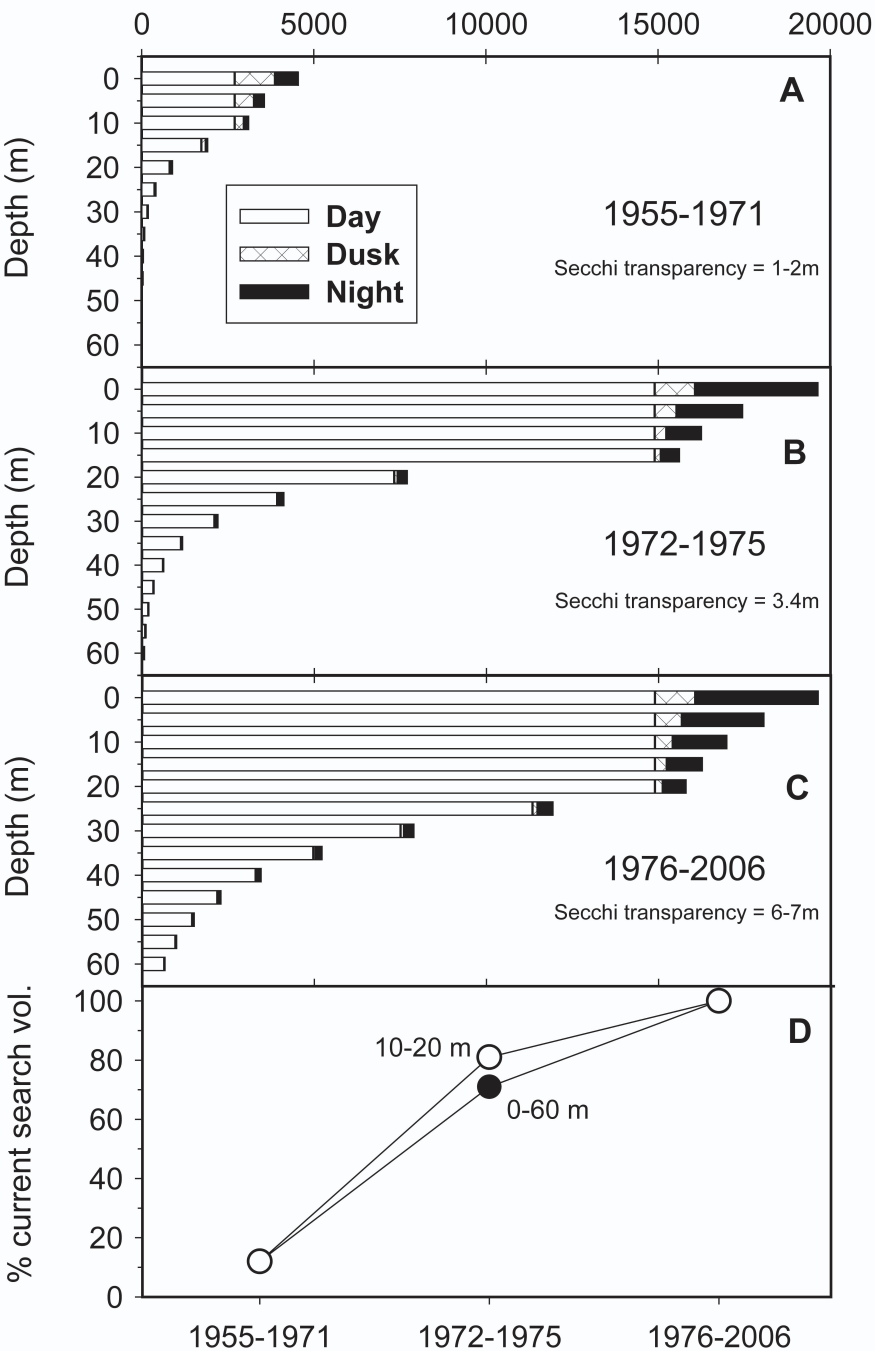 0 5000 10000 15000 20000
Depth (m)
0
10
20
30
40
50
60
A
Day
Dusk
Night
1955-1971
Secchi transparency = 1-2m
Depth (m)
0
10
20
30
40
50
60
B
1972-1975
Secchi transparency = 3.4m
Depth (m)
0
10
20
30
40
50
60
C
1976-2006
Secchi transparency = 6-7m
% current search vol.
100
80
60
40
20
0
D
10-20 m
0-60 m
1955-1971 1972-1975 1976-2006